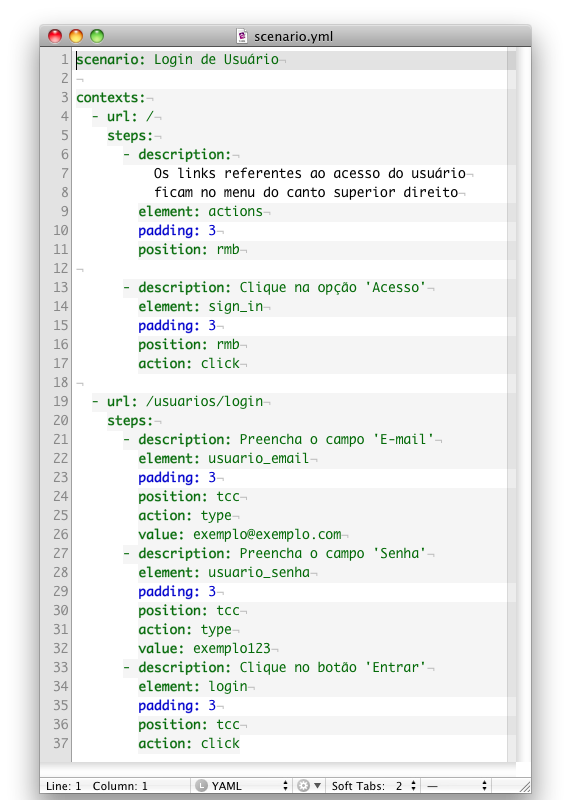 scenario.yml
1 scenario: Login de Usuário¬
2 ¬
3 contexts:¬
4   - url: /¬
5     steps:¬
6       - description:¬
7           Os links referentes ao acesso do usuário¬
8           ficam no menu do canto superior direito¬
9         element: actions¬
10         padding: 3¬
11         position: rmb¬
12 ¬
13       - description: Clique na opção 'Acesso'¬
14         element: sign_in¬
15         padding: 3¬
16         position: rmb¬
17         action: click¬
18 ¬
19   - url: /usuarios/login¬
20     steps:¬
21       - description: Preencha o campo 'E-mail'¬
22         element: usuario_email¬
23         padding: 3¬
24         position: tcc¬
25         action: type¬
26         value: exemplo@exemplo.com¬
27       - description: Preencha o campo 'Senha'¬
28         element: usuario_senha¬
29         padding: 3¬
30         position: tcc¬
31         action: type¬
32         value: exemplo123¬
33       - description: Clique no botão 'Entrar'¬
34         element: login¬
35         padding: 3¬
36         position: tcc¬
37         action: click
Line: 1 Column: 1 L YAML Soft Tabs: 2 —